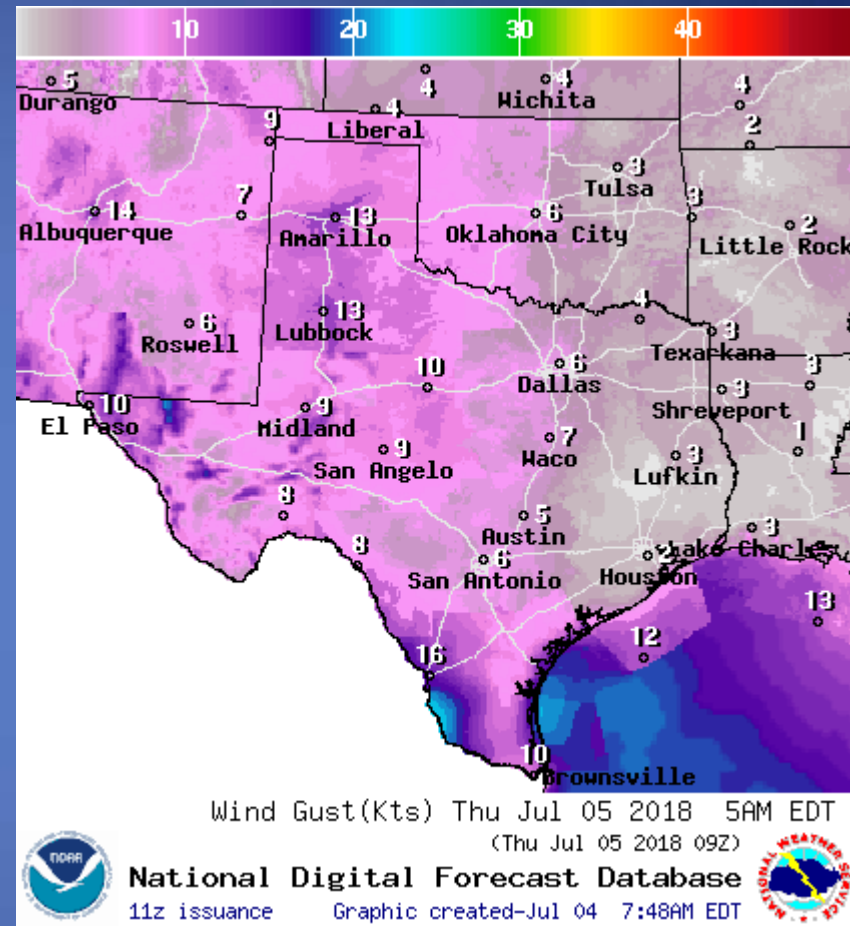 10 20 30 40
5 4 4 4
Durango Wichita
4 Liberal 9 2
3 Tulsa
14 7 13 6 3 2
Albuquerque Amarillo Oklahoma City Little Rock
6 13 4 3
Roswell Lubbock Texarkana
10 6 3 3
Dallas Shreveport
10 9
El Paso Midland
9 7 3 1
San Angelo Waco Lufkin
8 5 3
Austin Lake
8 6
San Antonio Houston
12 13
16
10
Brownsville
Wind Gust(Kts) Thu Jul 05 2018 5AM EDT
(Thu Jul 05 2018 09Z)
NOAA
National Digital Forecast Database
11z issuance Graphic created-Jul 04 7:48AM EDT
NATIONAL WEATHER SERVICE